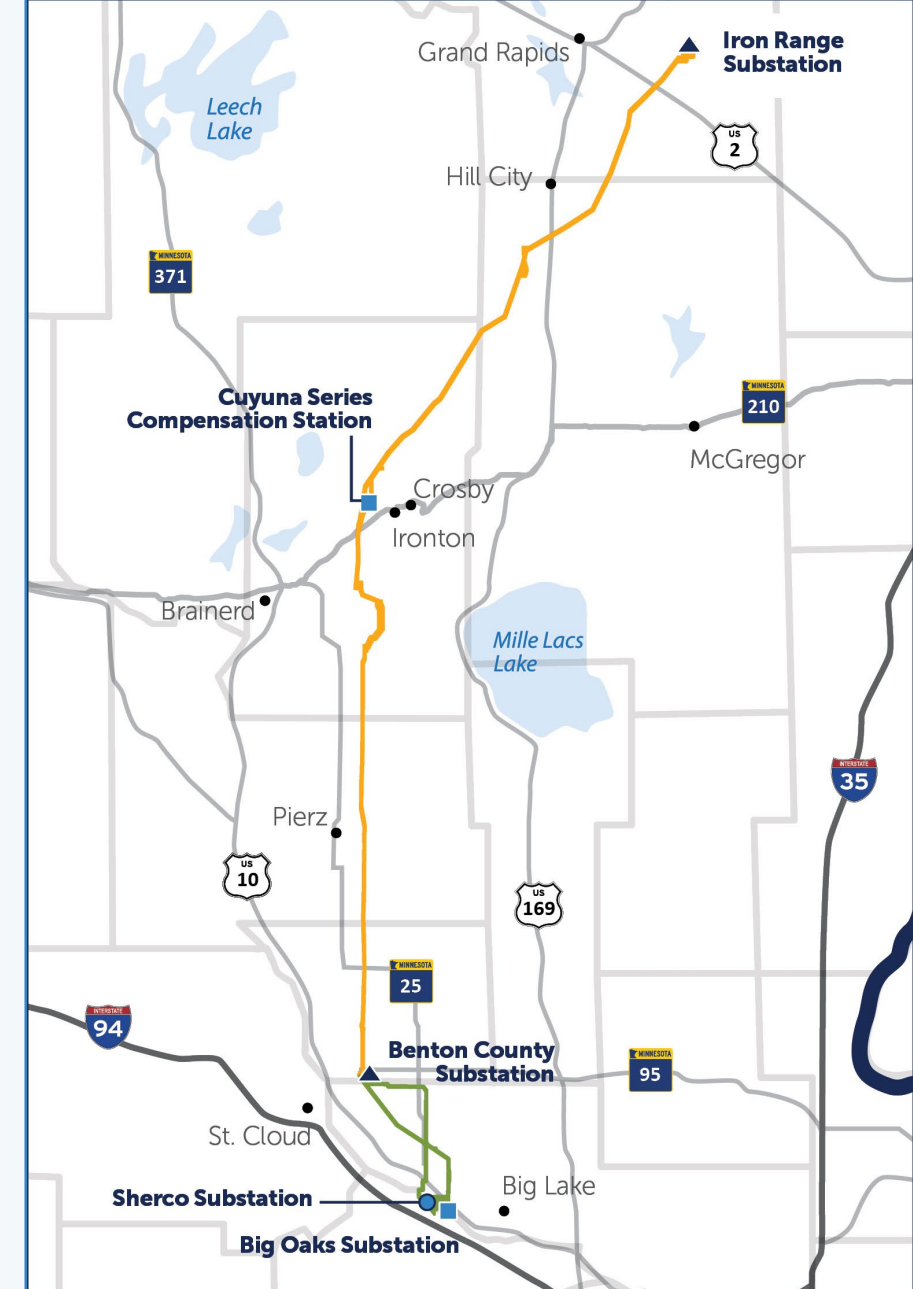 Grand Rapids
Iron Range
Substation
Leech
Lake
US
2
Hill City
MINNESOTA
371
Cuyuna Series
Compensation Station
MINNESOTA
210
McGregor
Crosby
Ironton
Brainerd
Mille Lacs
Lake
INTERSTATE
35
Pierz
US
10
US
169
MINNESOTA
25
INTERSTATE
94
Benton County
Substation
MINNESOTA
95
St. Cloud
Sherco Substation
Big Lake
Big Oaks Substation